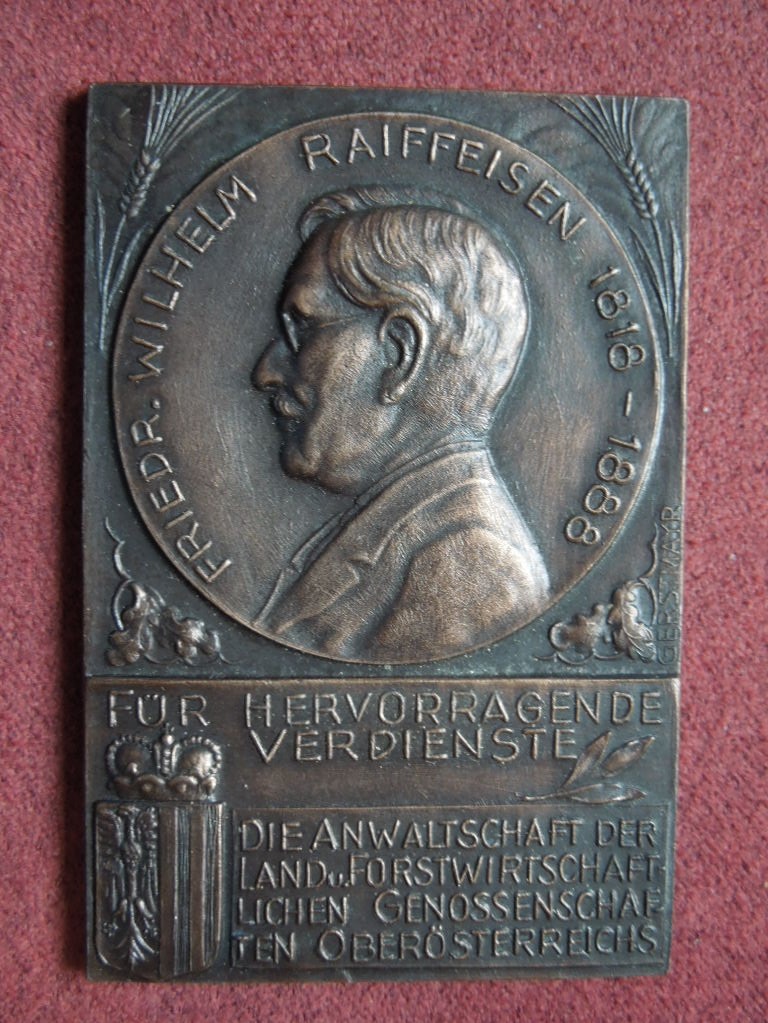 FRIEDR. WILHELM RAIFFEISEN 1818 - 1888
GERSTMAYR
FÜR HERVORRAGENDE
VERDIENSTE
DIE ANWALTSCHAFT DER
LAND u. FORSTWIRTSCHAFT-
LICHEN GENOSSENSCHAF-
TEN OBERÖSTERREICHS